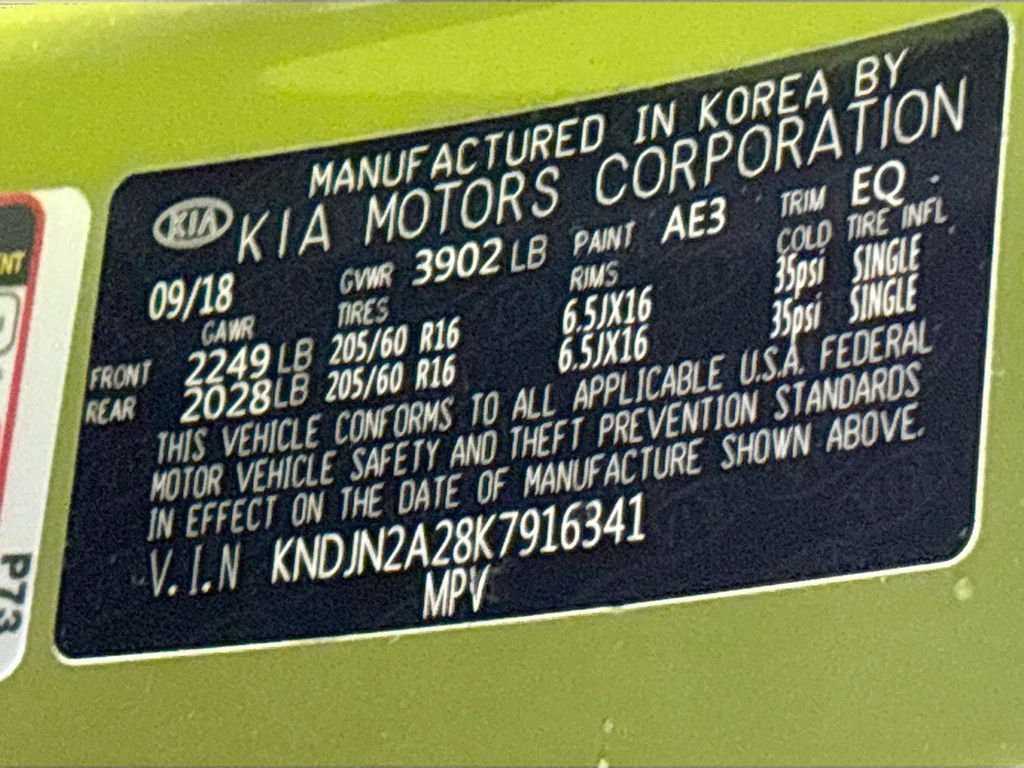 MANUFACTURED IN KOREA BY
KIA KIA MOTORS CORPORATION
09/18 GVWR 3902 LB PAINT AE3 TRIM EQ
GAWR TIRES RIMS COLD TIRE INFL.
FRONT 2249 LB 205/60 R16 6.5JX16 35psi SINGLE
REAR 2028 LB 205/60 R16 6.5JX16 35psi SINGLE
THIS VEHICLE CONFORMS TO ALL APPLICABLE U.S.A. FEDERAL
MOTOR VEHICLE SAFETY AND THEFT PREVENTION STANDARDS
IN EFFECT ON THE DATE OF MANUFACTURE SHOWN ABOVE.
V.I.N KNDJN2A28K7916341
MPV
P73